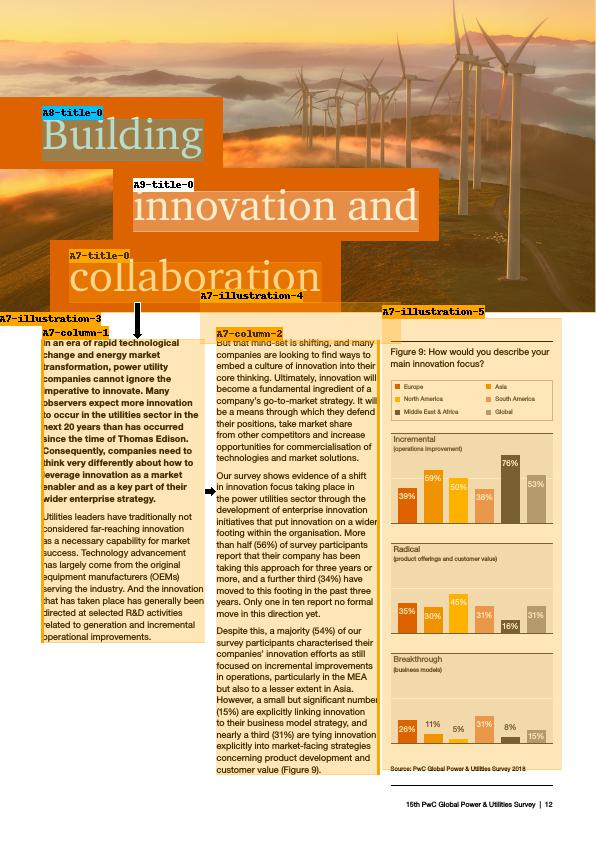 A8-title-0
Building
A9-title-0
innovation and
A7-title-0
collaboration
A7-illustration-4
A7-illustration-5
A7-illustration-3
A7-column-1
In an era of rapid technological
change and energy market
transformation, power utility
companies cannot ignore the
imperative to innovate. Many
observers expect more innovation
to occur in the utilities sector in the
next 20 years than has occurred
since the time of Thomas Edison.
Consequently, companies need to
think very differently about how to
leverage innovation as a market
enabler and as a key part of their
wider enterprise strategy.
Utilities leaders have traditionally not
considered far-reaching innovation
as a necessary capability for market
success. Technology advancement
has largely come from the original
equipment manufacturers (OEMs)
serving the industry. And the innovation
that has taken place has generally been
directed at selected R&D activities
related to generation and incremental
operational improvements.
A7-column-2
But that mind-set is shifting, and many
companies are looking to find ways to
embed a culture of innovation into their
core thinking. Ultimately, innovation will
become a fundamental ingredient of a
company's go-to-market strategy. It will
be a means through which they defend
their positions, take market share
from other competitors and increase
opportunities for commercialisation of
technologies and market solutions.
Our survey shows evidence of a shift
in innovation focus taking place in
the power utilities sector through the
development of enterprise innovation
initiatives that put innovation on a wider
footing within the organisation. More
than half (56%) of survey participants
report that their company has been
taking this approach for three years or
more, and a further third (34%) have
moved to this footing in the past three
years. Only one in ten report no formal
move in this direction yet.
Despite this, a majority (54%) of our
survey participants characterised their
companies' innovation efforts as still
focused on incremental improvements
in operations, particularly in the MEA
but also to a lesser extent in Asia.
However, a small but significant number
(15%) are explicitly linking innovation
to their business model strategy, and
nearly a third (31%) are tying innovation
explicitly into market-facing strategies
concerning product development and
customer value (Figure 9).
Figure 9: How would you describe your
main innovation focus?
Europe Asia
North America South America
Middle East & Africa Global
Incremental
(operations improvement)
39% 59% 50% 38% 76% 53%
Radical
(product offerings and customer value)
35% 30% 45% 31% 16% 31%
Breakthrough
(business models)
26% 11% 5% 31% 8% 15%
Source: PwC Global Power & Utilities Survey 2016
15th PwC Global Power & Utilities Survey | 12